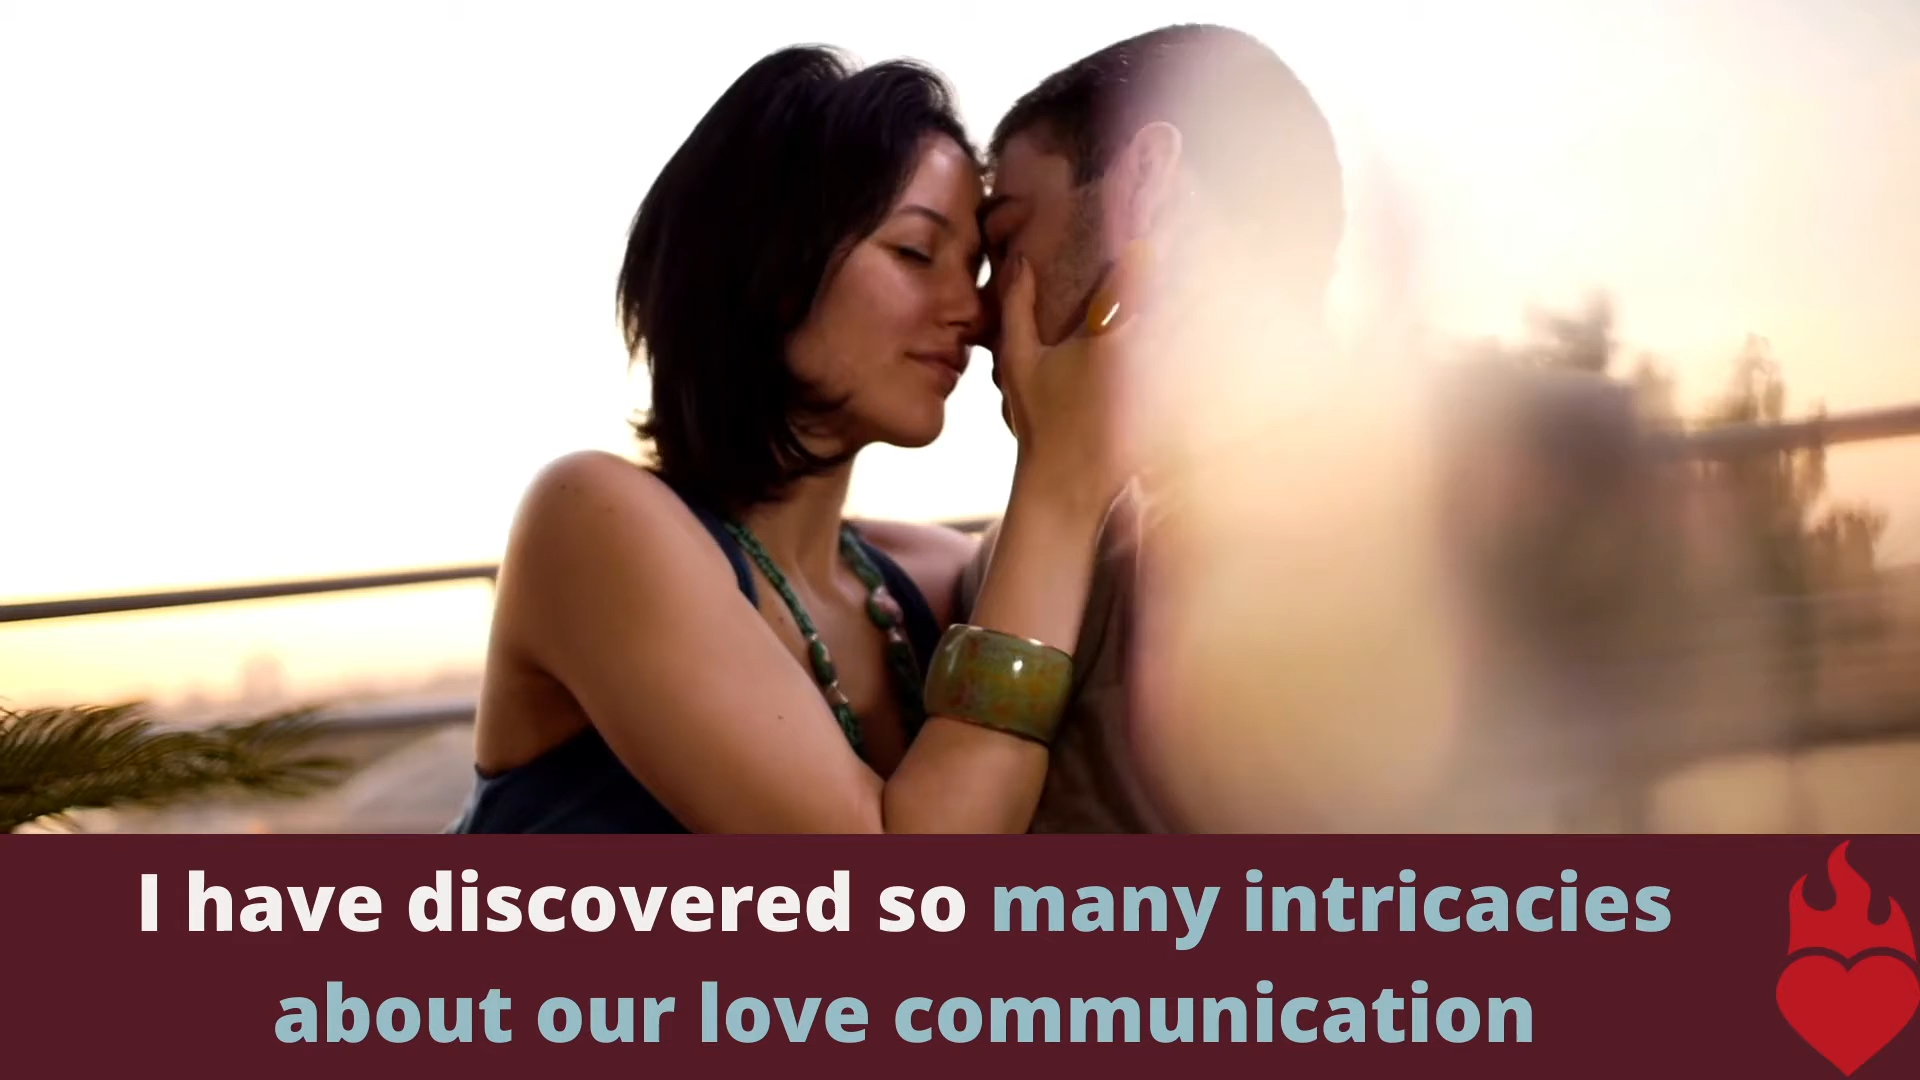 I have discovered so many intricacies
about our love communication